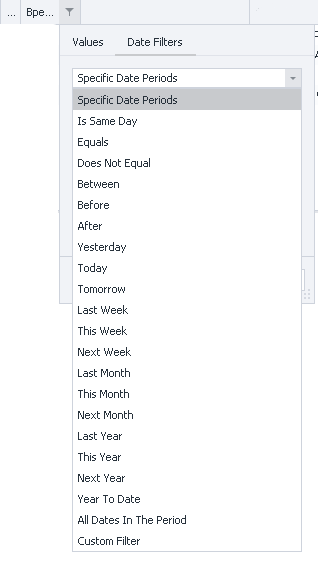 ... Вре...
Values Date Filters
Specific Date Periods
Specific Date Periods
Is Same Day
Equals
Does Not Equal
Between
Before
After
Yesterday
Today
Tomorrow
Last Week
This Week
Next Week
Last Month
This Month
Next Month
Last Year
This Year
Next Year
Year To Date
All Dates In The Period
Custom Filter